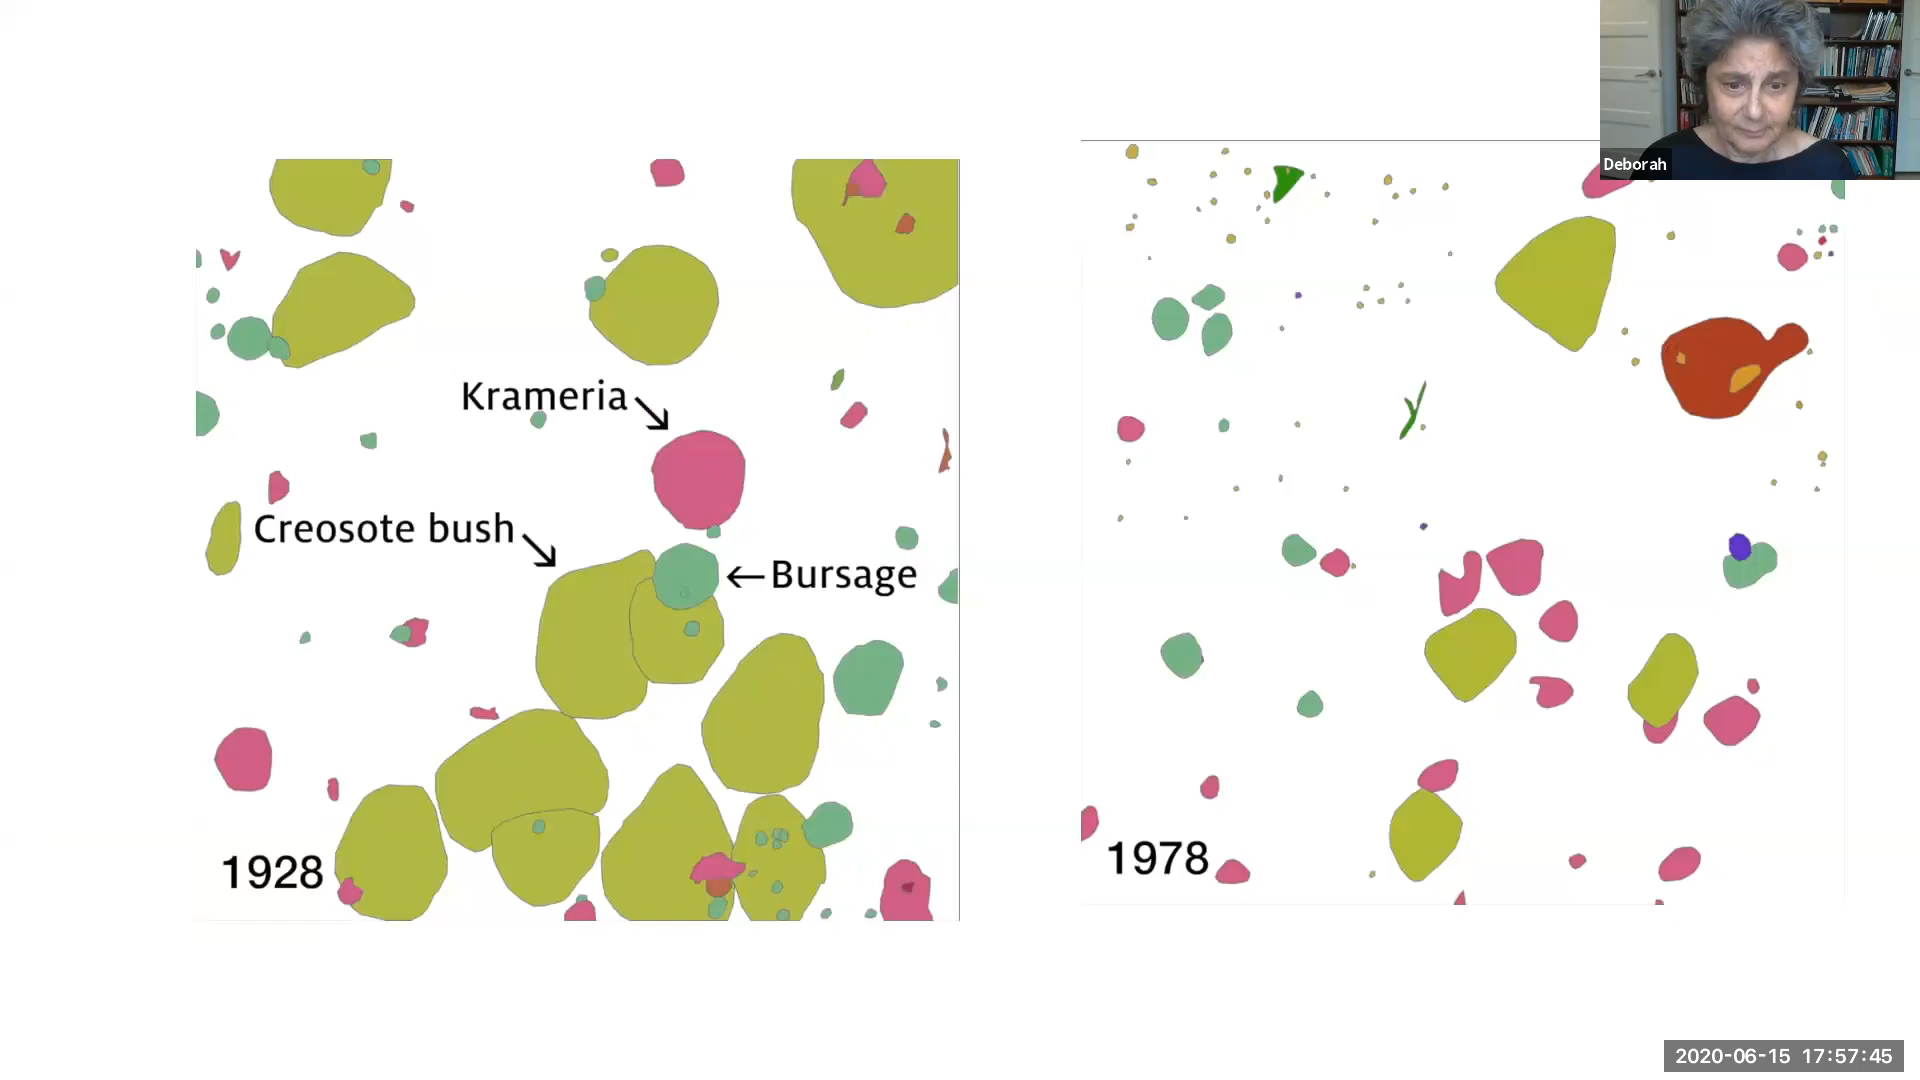 Deborah
Krameria
Creosote bush
←Bursage
1928
1978
2020-06-15 17:57:45